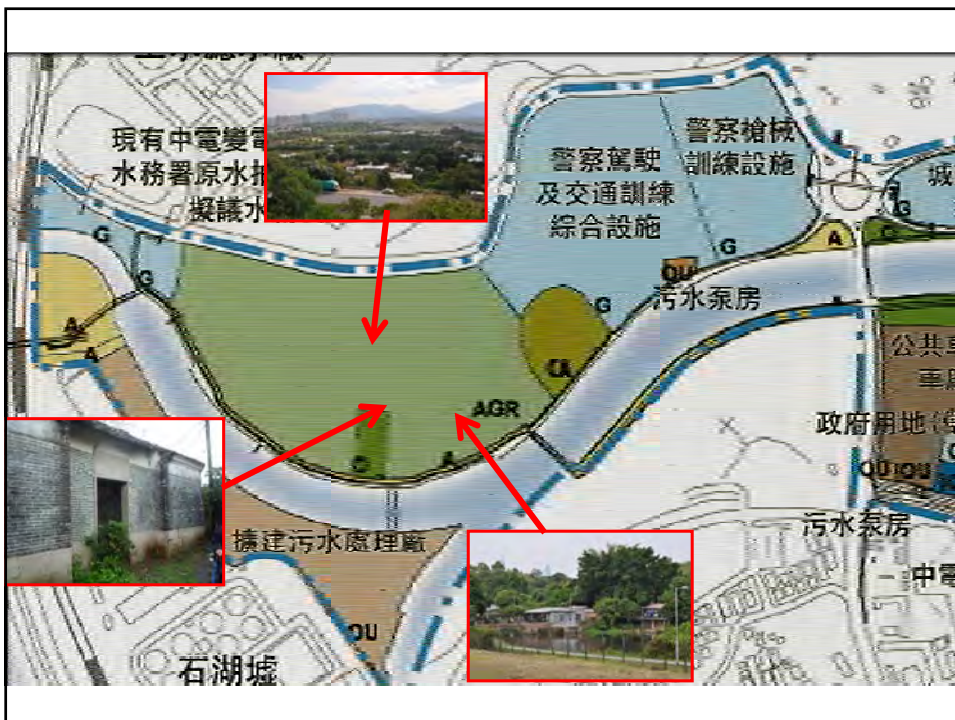 現有中電變電
水務署原水抽
擬議水
警察駕駛
及交通訓練
綜合設施
警察槍械
訓練設施
城
G
G
G
G
G
A
A
A
A
OU
污水泵房
CA
AGR
G
A
公共車
政府用地
OU
OU
污水泵房
擴建污水處理廠
中電
OU
石湖墟